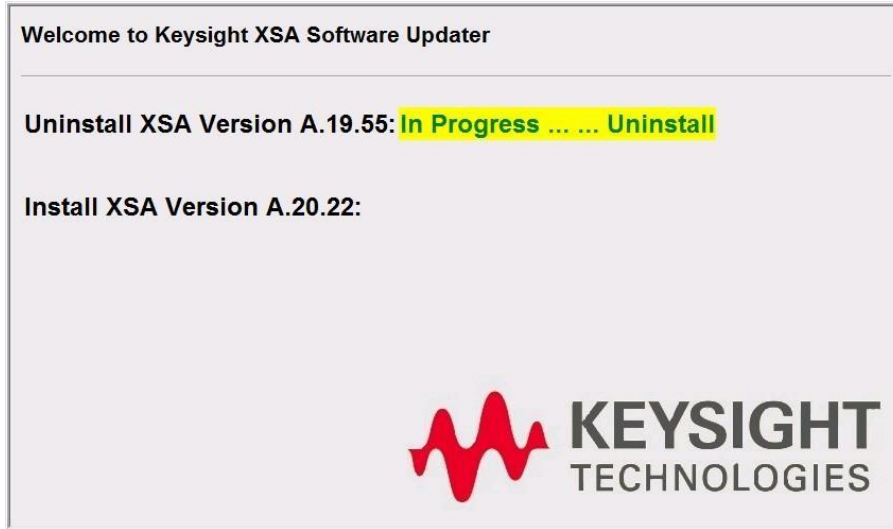 Welcome to Keysight XSA Software Updater
Uninstall XSA Version A.19.55: In Progress ... ... Uninstall
Install XSA Version A.20.22:
KEYSIGHT
TECHNOLOGIES